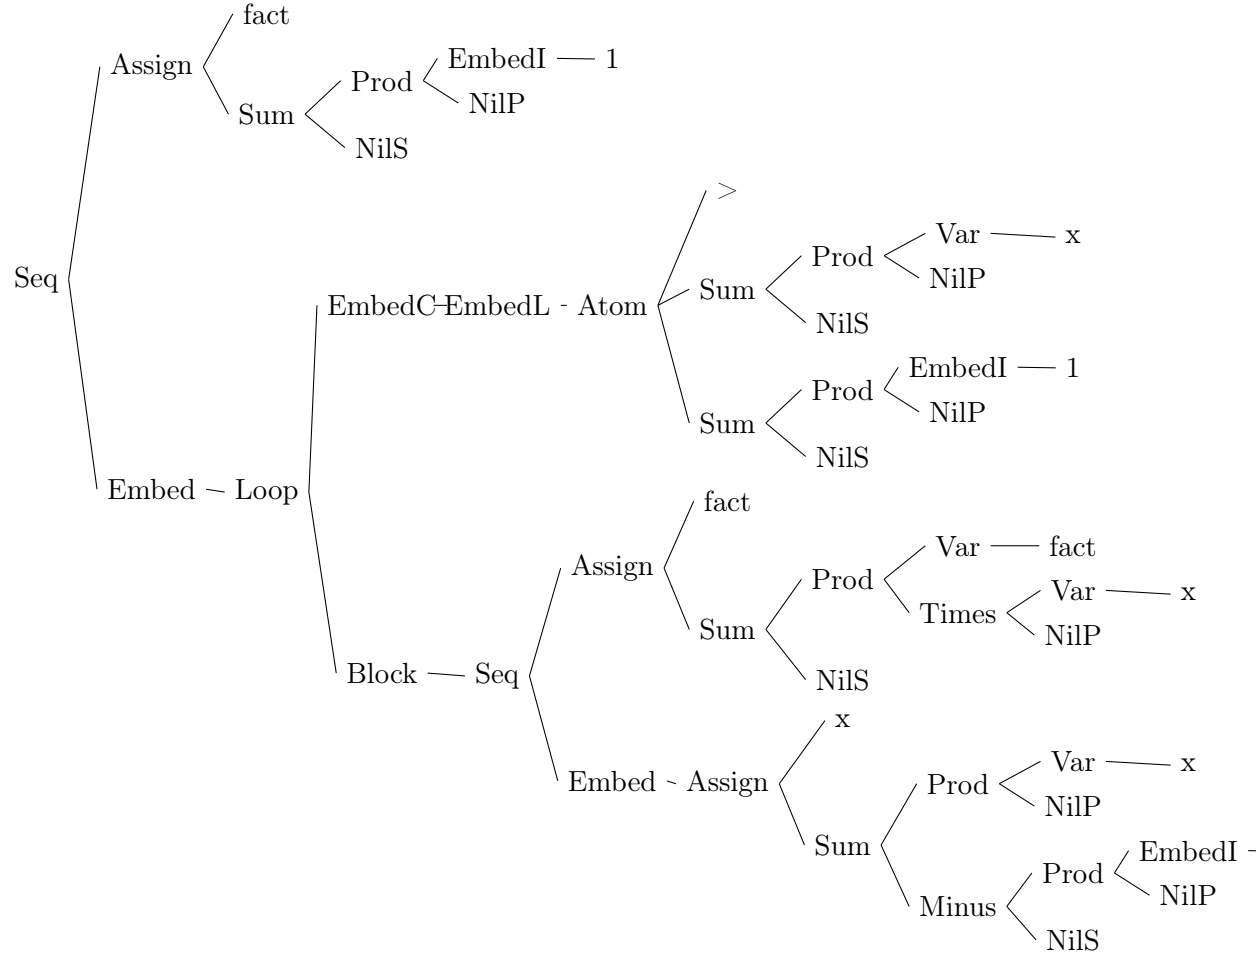 fact
Assign
EmbedI
1
Prod
NilP
Sum
NilS
>
Var
x
Prod
NilP
Seq
Sum
EmbedC
EmbedL
Atom
NilS
EmbedI
1
Prod
NilP
Sum
NilS
Embed
Loop
fact
Var
fact
Assign
Prod
Var
x
Times
Sum
NilP
Block
Seq
NilS
x
Var
x
Embed
Assign
Prod
NilP
Sum
EmbedI
Prod
NilP
Minus
NilS